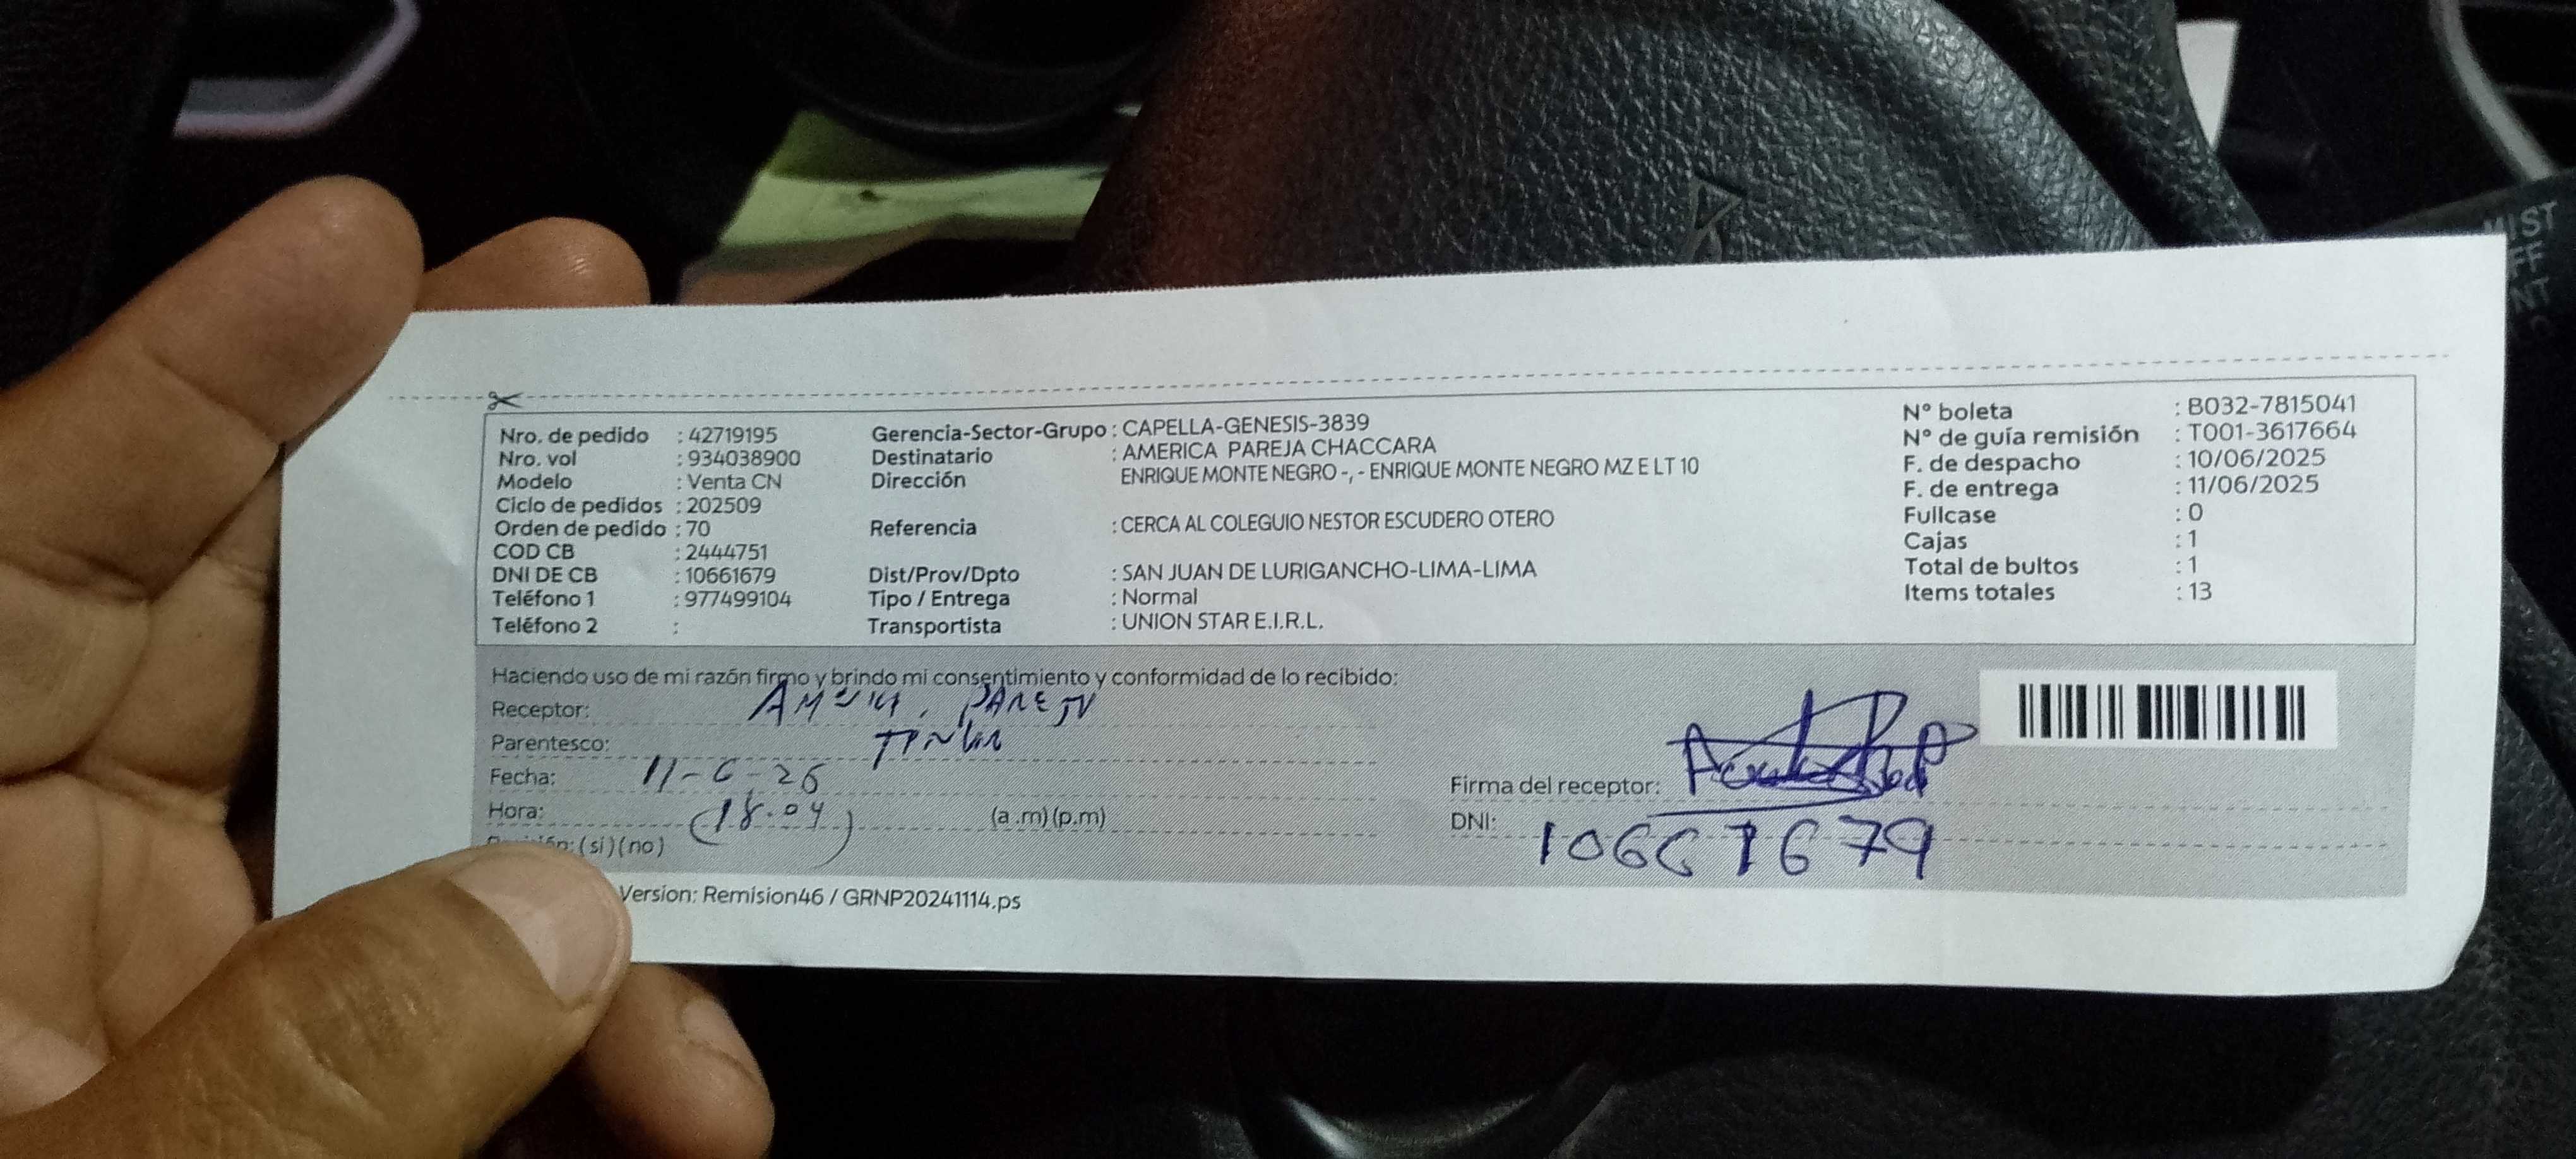 Nro. de pedido : 42719195
Nro. vol : 934038900
Modelo : Venta CN
Ciclo de pedidos : 202509
Orden de pedido : 70
COD CB : 2444751
DNI DE CB : 10661679
Teléfono 1 : 977499104
Teléfono 2 :
Gerencia-Sector-Grupo : CAPELLA-GENESIS-3839
Destinatario : AMERICA PAREJA CHACCARA
Dirección ENRIQUE MONTE NEGRO -, - ENRIQUE MONTE NEGRO MZ E LT 10
Referencia : CERCA AL COLEGUIO NESTOR ESCUDERO OTERO
Dist/Prov/Dpto : SAN JUAN DE LURIGANCHO-LIMA-LIMA
Tipo / Entrega : Normal
Transportista : UNION STAR E.I.R.L.
N° boleta : B032-7815041
N° de guía remisión : T001-3617664
F. de despacho : 10/06/2025
F. de entrega : 11/06/2025
Fullcase : 0
Cajas : 1
Total de bultos : 1
Items totales : 13
Haciendo uso de mi razón firmo y brindo mi consentimiento y conformidad de lo recibido:
Receptor:
Parentesco:
Fecha:
Hora: (18.04) (a .m) (p.m)
(si) (no)
Firma del receptor:
DNI: 10661679
Version: Remision46 / GRNP20241114.ps
MIST